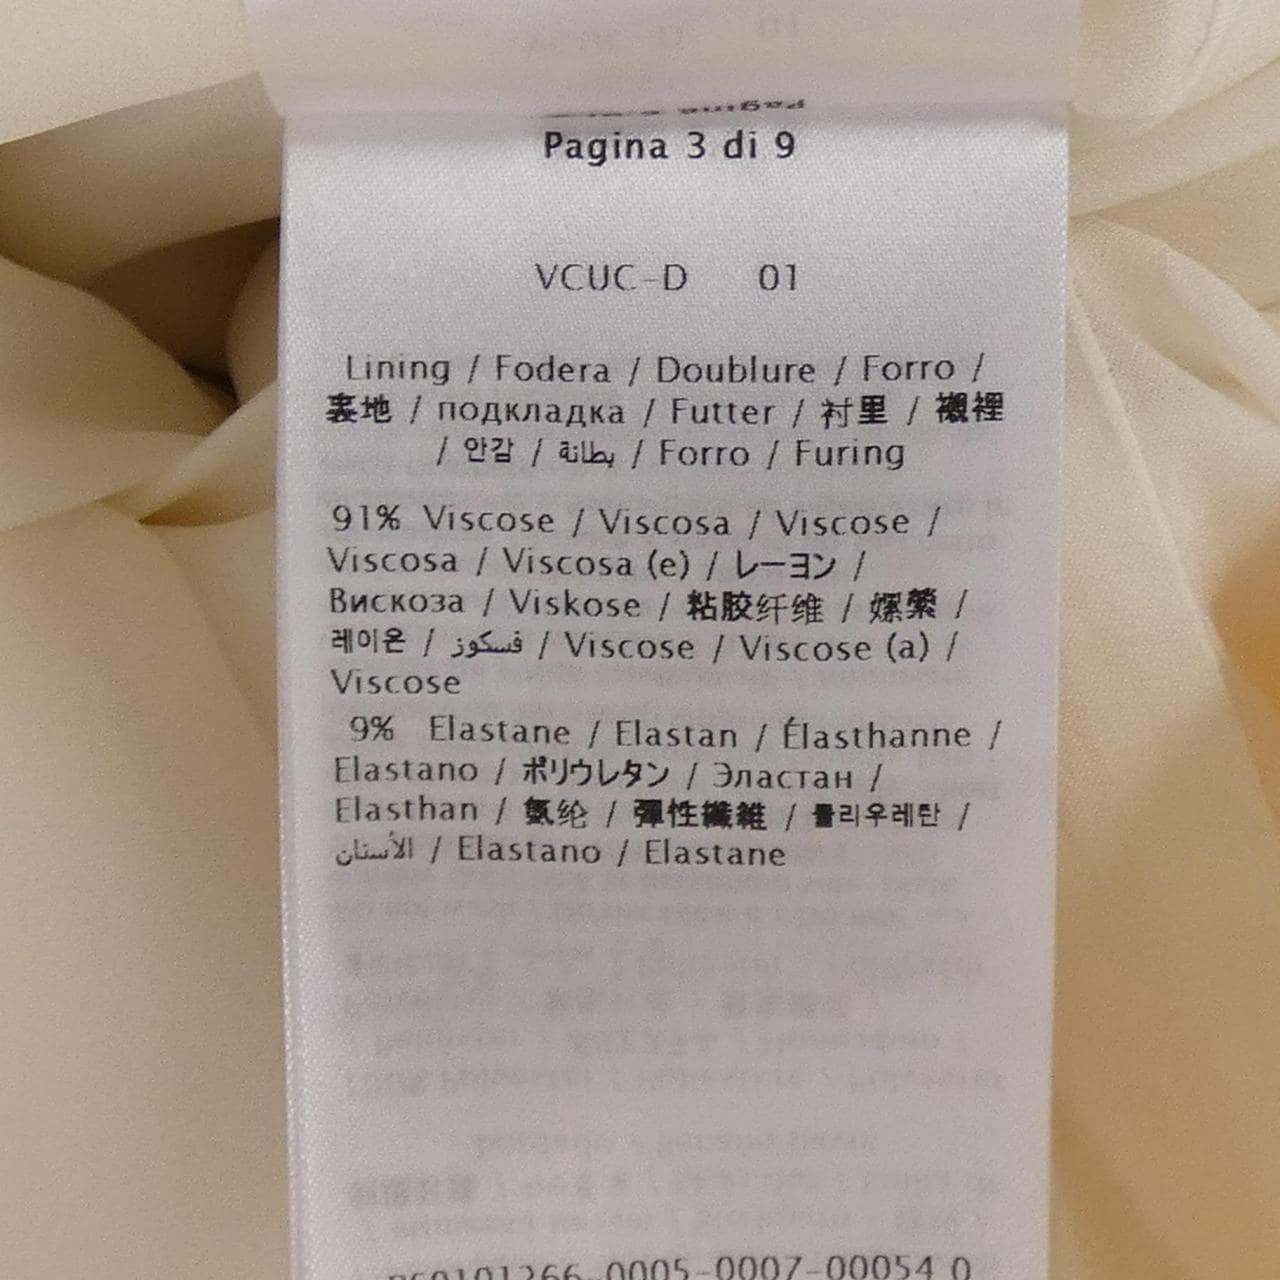 Pagina 3 di 9
VCUC-D 01
Lining / Fodera / Doublure / Forro /
裏地 / подкладка / Futter / 衬里 / 襯裡
/ 안감 / بطانة / Forro / Furing
91% Viscose / Viscosa / Viscose /
Viscosa / Viscosa (e) / レーヨン /
Вискоза / Viskose / 粘胶纤维 / 嫘縈 /
레이온 / فسكوز / Viscose / Viscose (a) /
Viscose
9% Elastane / Elastan / Élasthanne /
Elastano / ポリウレタン / Эластан /
Elasthan / 氨纶 / 彈性纖維 / 폴리우레탄 /
الأستان / Elastano / Elastane